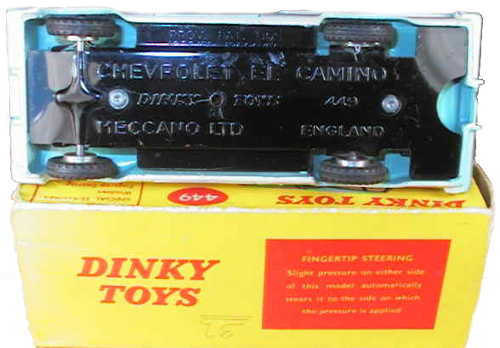 CHEVROLET EL CAMINO
DINKY TOYS 449
MECCANO LTD ENGLAND
449
DINKY TOYS
DINKY
TOYS
FINGERTIP STEERING
Slight pressure on either side
of this model automatically
steers it to the side on which
the pressure is applied